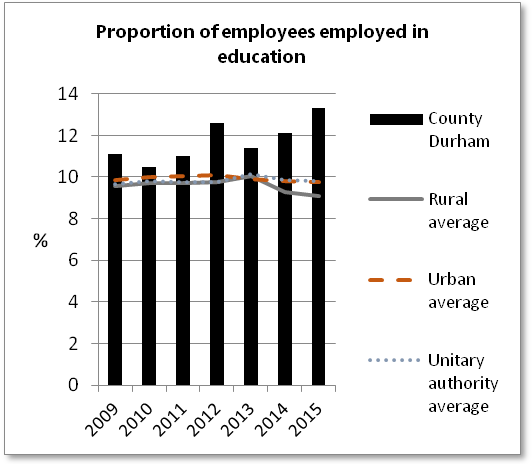 Proportion of employees employed in
education
14
12
10
8
6
4
2
0
%
2009
2010
2011
2012
2013
2014
2015
County
Durham
Rural
average
Urban
average
Unitary
authority
average